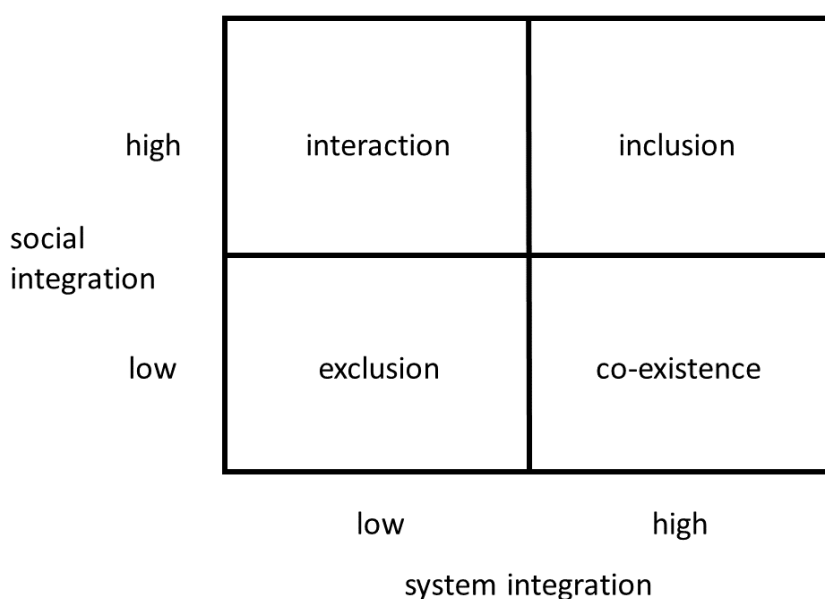 high
interaction
inclusion
social
integration
low
exclusion
co-existence
low
high
system integration